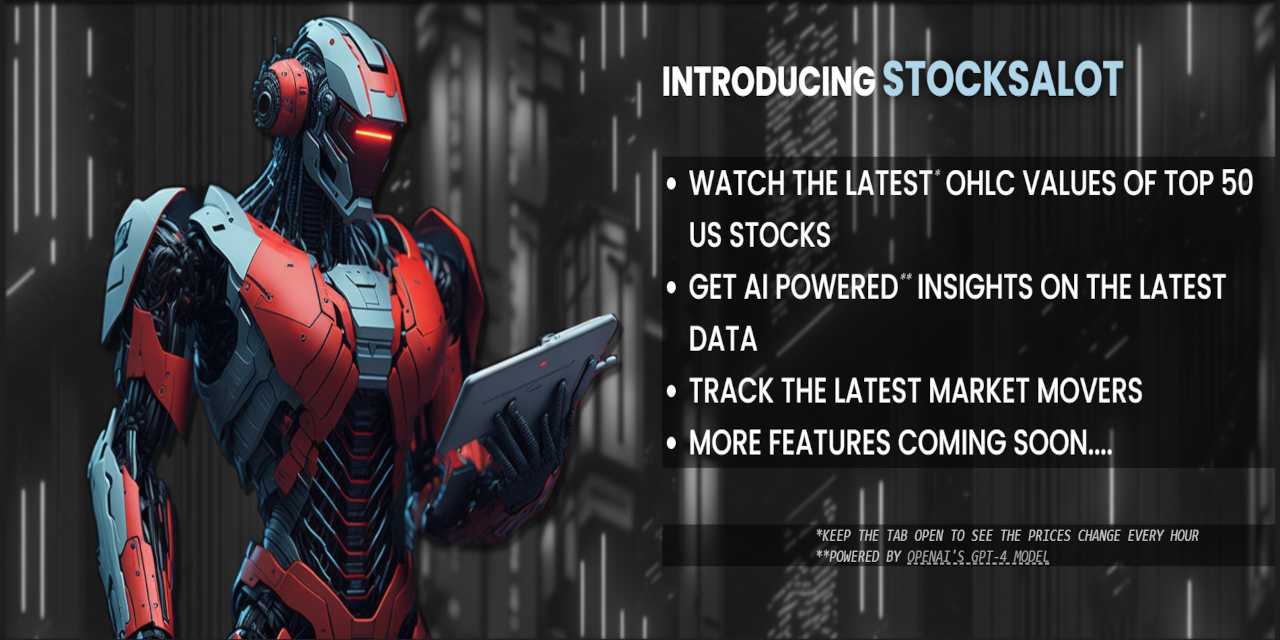 INTRODUCING STOCKSALOT
• WATCH THE LATEST* OHLC VALUES OF TOP 50
US STOCKS
• GET AI POWERED** INSIGHTS ON THE LATEST
DATA
• TRACK THE LATEST MARKET MOVERS
• MORE FEATURES COMING SOON....
*KEEP THE TAB OPEN TO SEE THE PRICES CHANGE EVERY HOUR
**POWERED BY OPENAI'S GPT-4 MODEL